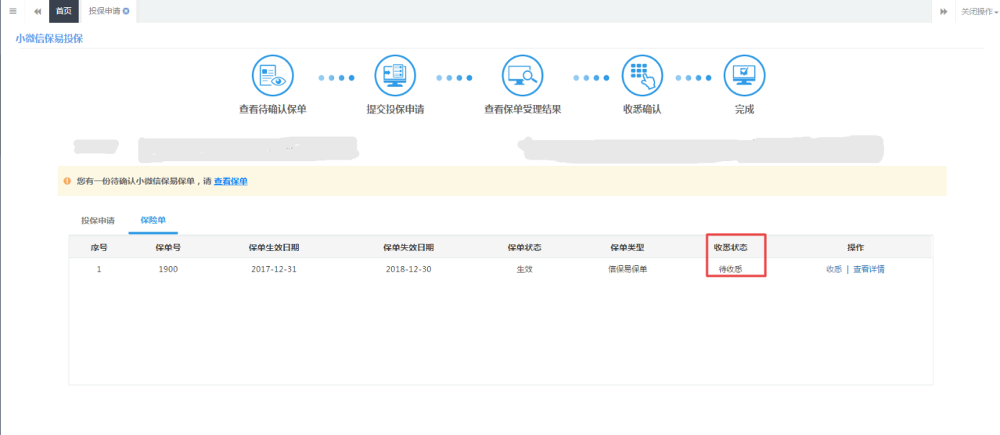 首页 投保申请 关闭操作
小微信保易投保
查看待确认保单 提交投保申请 查看保单受理结果 收悉确认 完成
您有一份待确认小微信保易保单，请 查看保单
投保申请 保险单
序号 保单号 保单生效日期 保单失效日期 保单状态 保单类型 收悉状态 操作
1 1900 2017-12-31 2018-12-30 生效 信保易保单 待收悉 收悉 | 查看详情